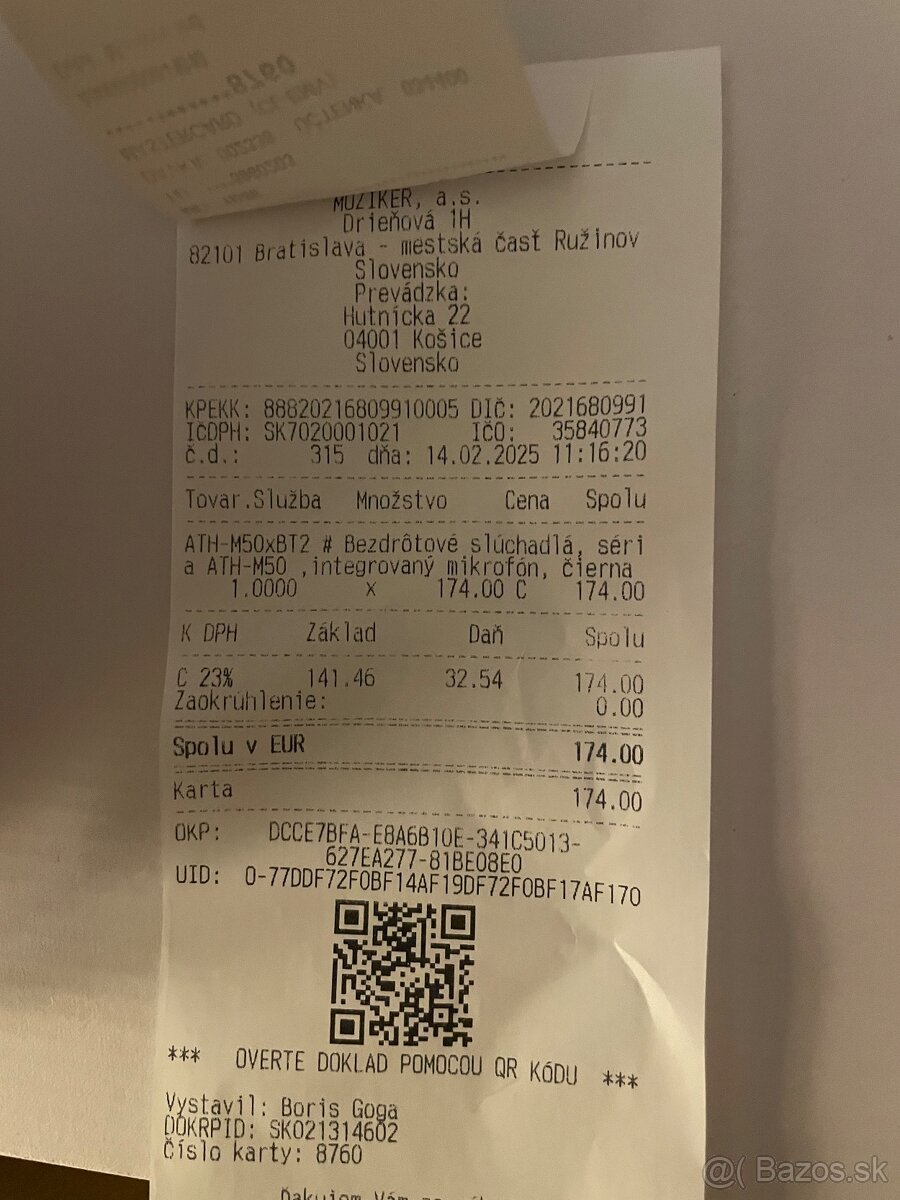 8760
MUZIKER, a.s.
Drieňová 1H
82101 Bratislava - mestská časť Ružinov
Slovensko
Prevádzka:
Hutnícka 22
04001 Košice
Slovensko
KPEKK: 88820216809910005 DIČ: 2021680991
IČDPH: SK7020001021 IČO: 35840773
č.d.: 315 dňa: 14.02.2025 11:16:20
Tovar.Služba Množstvo Cena Spolu
ATH-M50xBT2 # Bezdrôtové slúchadlá, séri
a ATH-M50 ,integrovaný mikrofón, čierna
1.0000 x 174.00 C 174.00
K DPH Základ Daň Spolu
C 23% 141.46 32.54 174.00
Zaokrúhlenie: 0.00
Spolu v EUR 174.00
Karta 174.00
OKP: DCCE7BFA-E8A6B10E-341C5013-
627EA277-81BE08E0
UID: O-77DDF72F0BF14AF19DF72F0BF17AF170
*** OVERTE DOKLAD POMOCOU QR KÓDU ***
Vystavil: Boris Goga
DOKRPID: SK021314602
Číslo karty: 8760
Ďakujem Vám
@( Bazos.sk